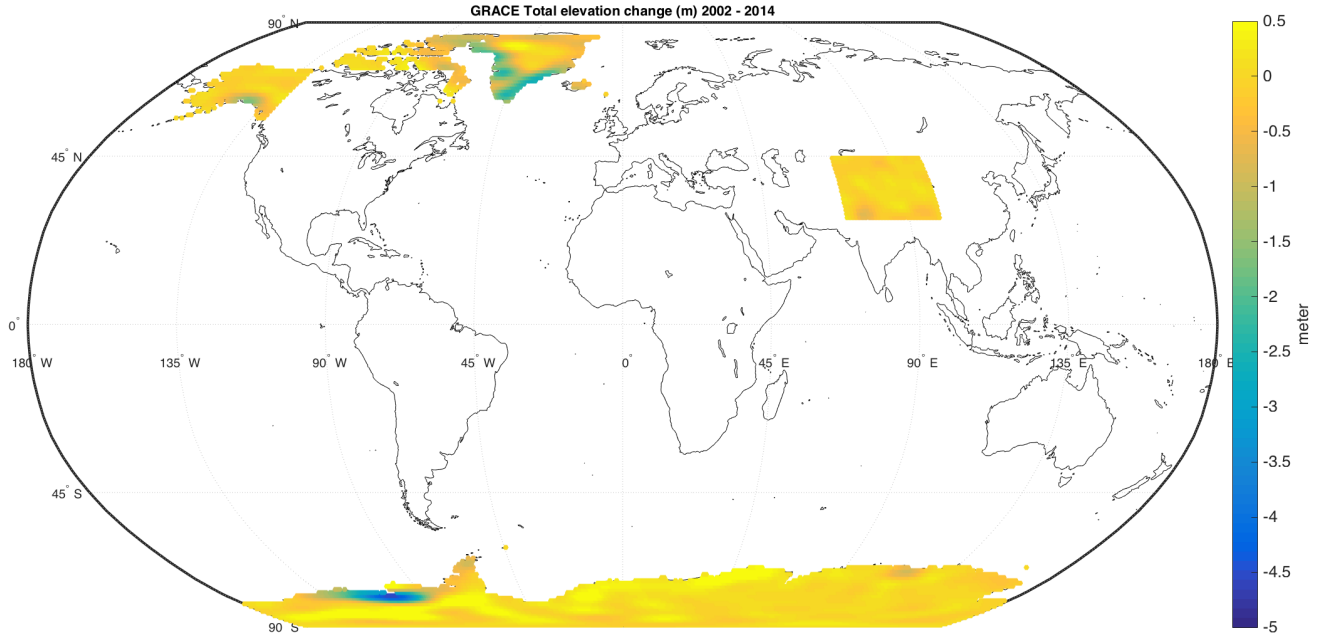 GRACE Total elevation change (m) 2002 - 2014
90° N
45° N
0°
180° W
135° W
90° W
45° W
0°
45° E
90° E
135° E
180° E
45° S
90° S
0.5
0
-0.5
-1
-1.5
-2
-2.5
-3
-3.5
-4
-4.5
-5
meter